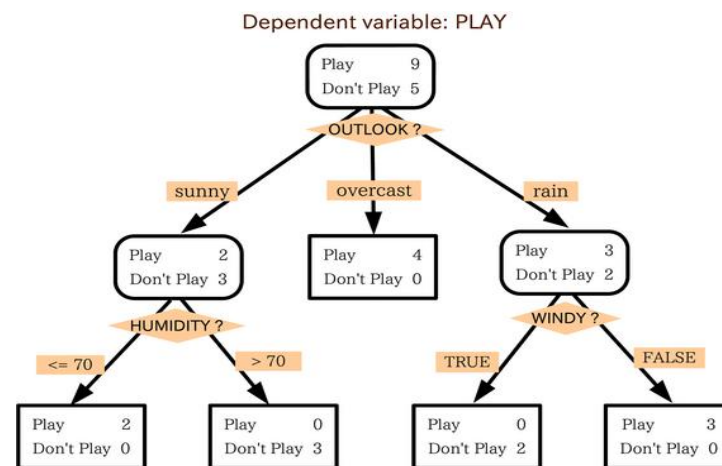 Dependent variable: PLAY
Play 9
Don't Play 5
OUTLOOK ?
sunny
overcast
rain
Play 2
Don't Play 3
Play 4
Don't Play 0
Play 3
Don't Play 2
HUMIDITY ?
WINDY ?
<= 70
> 70
TRUE
FALSE
Play 2
Don't Play 0
Play 0
Don't Play 3
Play 0
Don't Play 2
Play 3
Don't Play 0